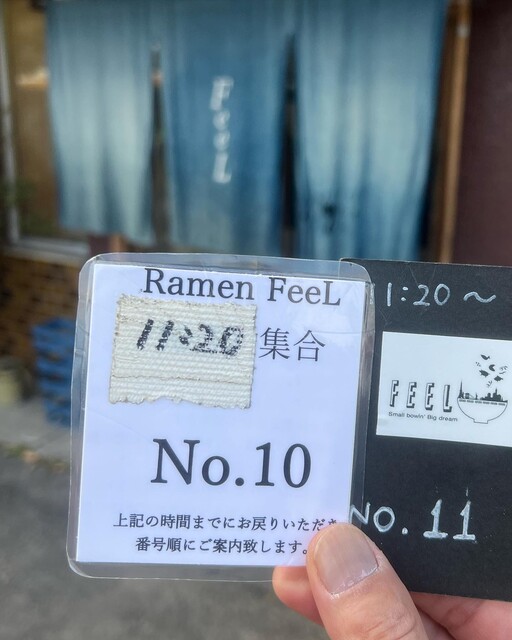 FeeL
Ramen FeeL
11:20 集合
No.10
上記の時間までにお戻りいただき
番号順にご案内致します。
1:20～
FEEL
Small bowln' Big dream
NO. 11